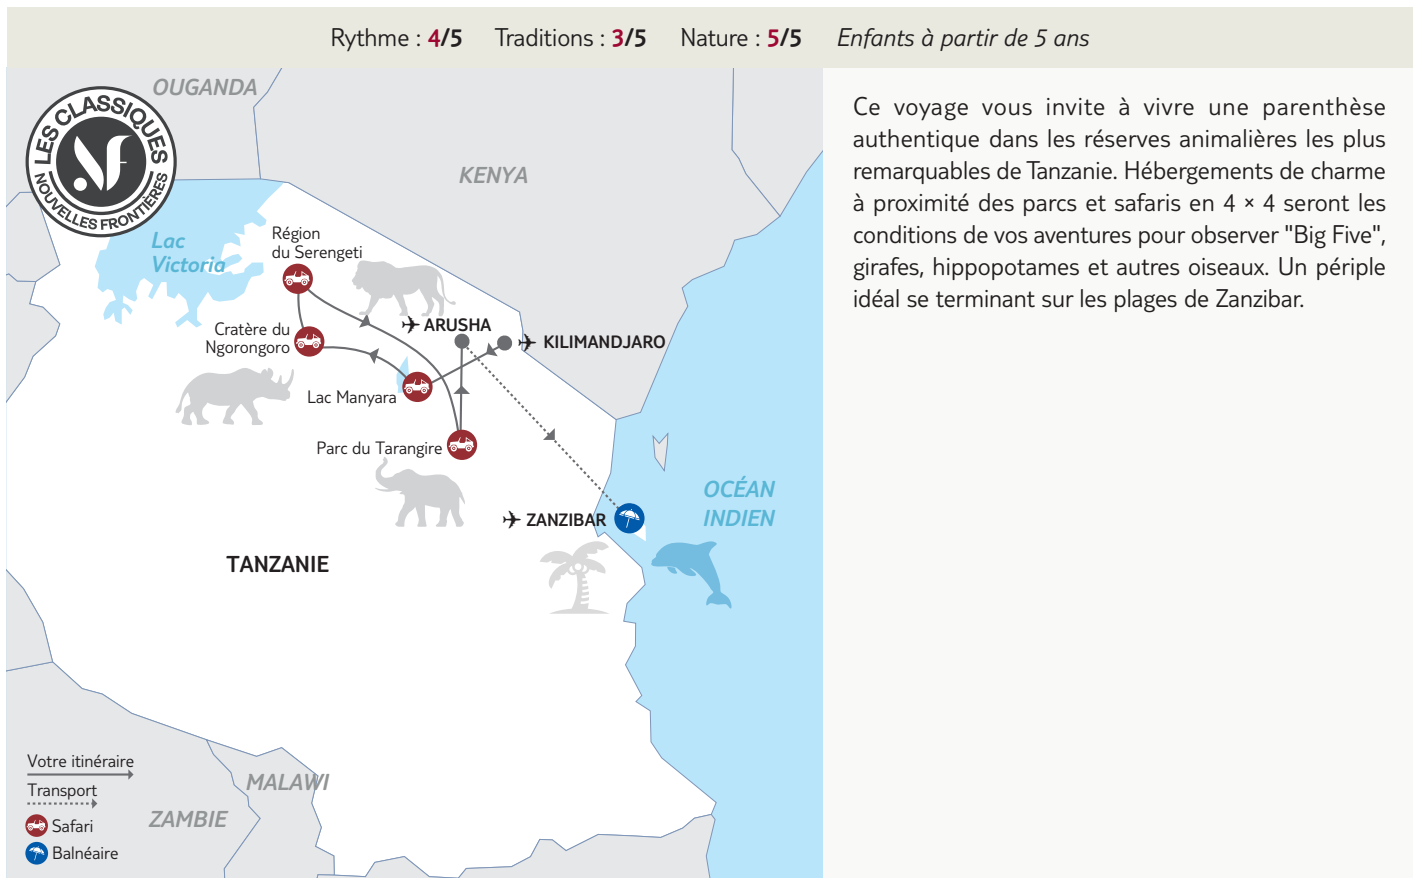 Rythme : 4/5 Traditions : 3/5 Nature : 5/5 Enfants à partir de 5 ans
LES CLASSIQUES
NF
NOUVELLES FRONTIÈRES
OUGANDA
KENYA
Lac
Victoria
Région
du Serengeti
Cratère du
Ngorongoro
ARUSHA
KILIMANDJARO
Lac Manyara
Parc du Tarangire
ZANZIBAR
OCÉAN
INDIEN
TANZANIE
MALAWI
ZAMBIE
Votre itinéraire
Transport
Safari
Balnéaire
Ce voyage vous invite à vivre une parenthèse
authentique dans les réserves animalières les plus
remarquables de Tanzanie. Hébergements de charme
à proximité des parcs et safaris en 4 × 4 seront les
conditions de vos aventures pour observer "Big Five",
girafes, hippopotames et autres oiseaux. Un périple
idéal se terminant sur les plages de Zanzibar.